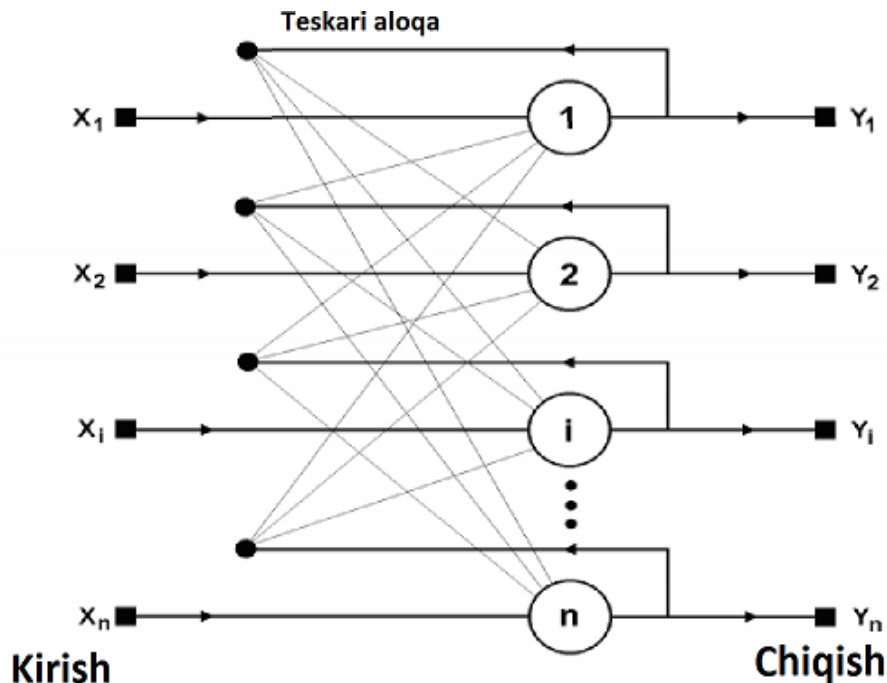 Teskari aloqa
X1 1 Y1
X2 2 Y2
Xi i Yi
Xn n Yn
Kirish Chiqish